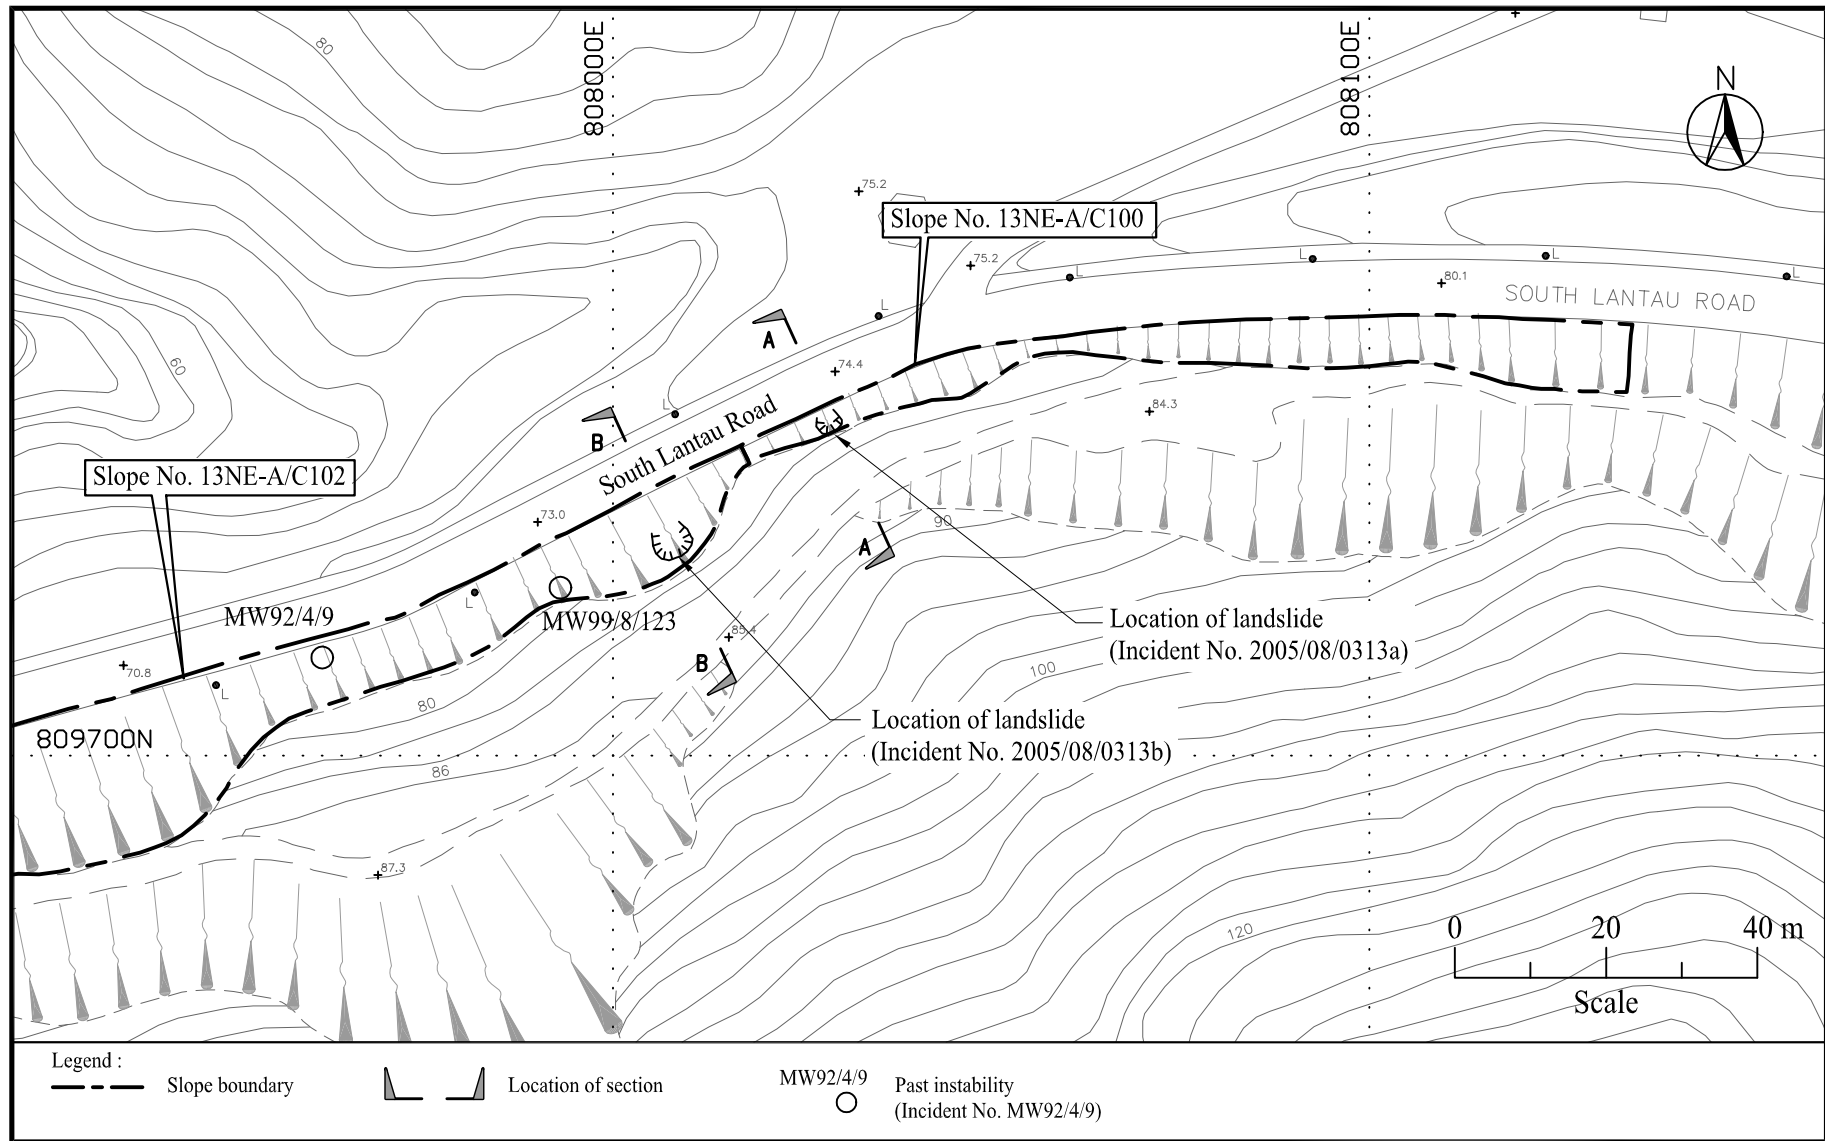 808000E
808100E
N
80
75.2
Slope No. 13NE-A/C100
75.2
L
L
L
L
80.1
SOUTH LANTAU ROAD
A
L
74.4
60
84.3
L
B
South Lantau Road
Slope No. 13NE-A/C102
73.0
90
A
L
MW92/4/9
MW99/8/123
85.4
Location of landslide
(Incident No. 2005/08/0313a)
B
100
70.8
L
80
Location of landslide
(Incident No. 2005/08/0313b)
809700N
86
87.3
120
0 20 40 m
Scale
Legend :
Slope boundary
Location of section
MW92/4/9
Past instability
(Incident No. MW92/4/9)